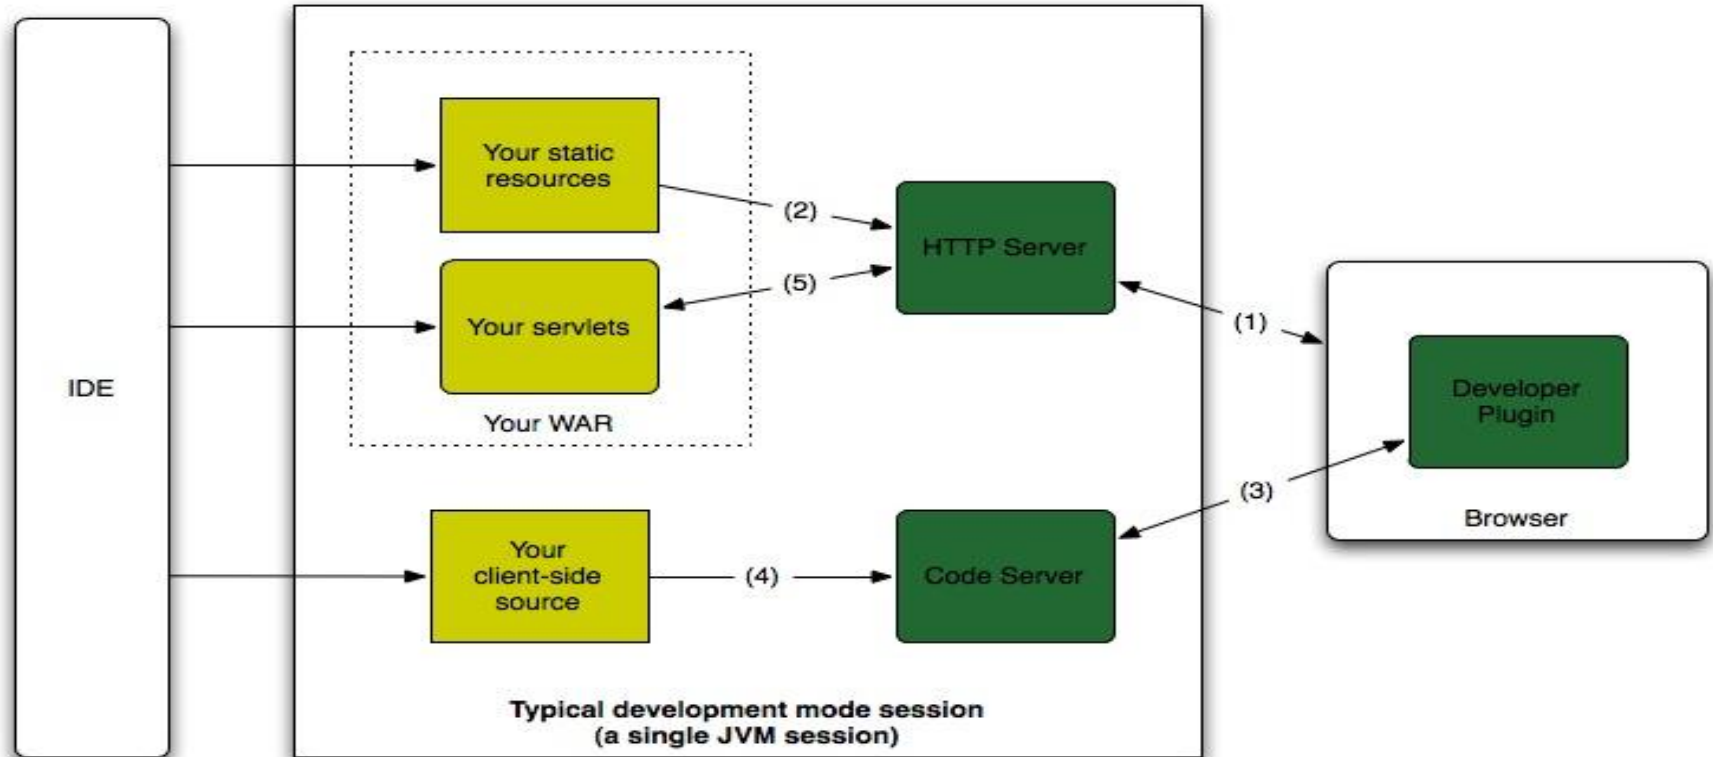 IDE
Your static
resources
(2)
HTTP Server
Your servlets
(5)
(1)
Your WAR
Developer
Plugin
(3)
Browser
Your
client-side
source
(4)
Code Server
Typical development mode session
(a single JVM session)